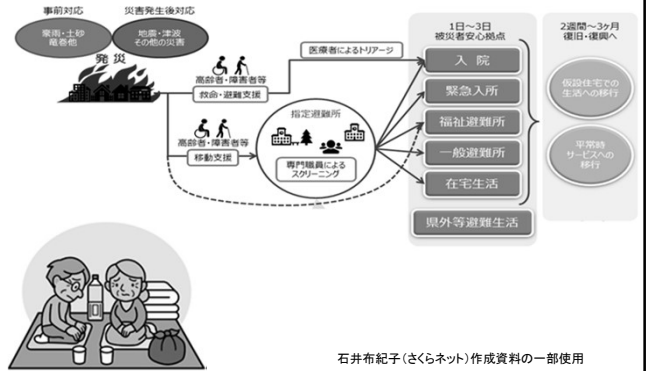 事前対応
災害発生後対応
豪雨・土砂
竜巻他
地震・津波
その他の災害
発 災
高齢者・障害者等
救命・避難支援
医療者によるトリアージ
高齢者・障害者等
移動支援
指定避難所
専門職員による
スクリーニング
1日～3日
被災者安心拠点
入 院
緊急入所
福祉避難所
一般避難所
在宅生活
県外等避難生活
2週間～3ヶ月
復旧・復興へ
仮設住宅での
生活への移行
平常時
サービスへの
移行
石井布紀子(さくらネット)作成資料の一部使用